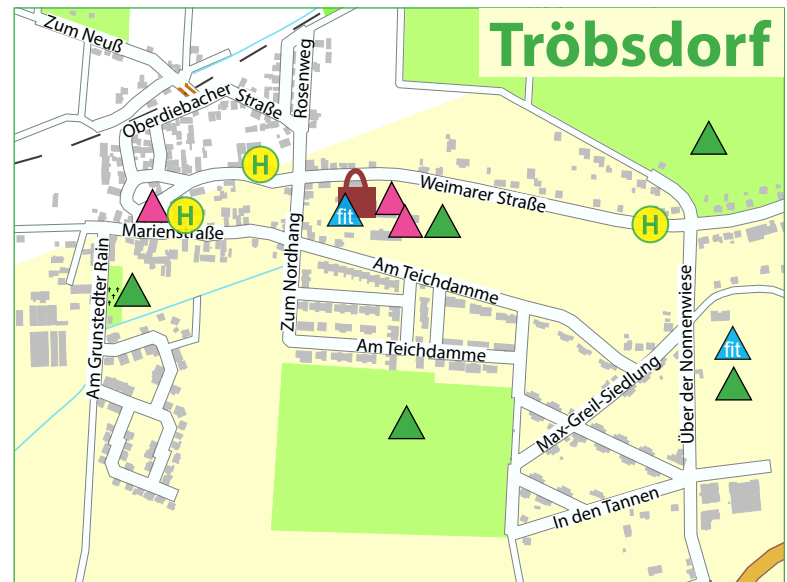 Tröbsdorf
Zum Neuß
Oberdiebacher Straße
Rosenweg
H
Weimarer Straße
fit
H
H
Marienstraße
Am Grunstedter Rain
Zum Nordhang
Am Teichdamme
Am Teichdamme
Über der Nonnenwiese
fit
Max-Greil-Siedlung
In den Tannen